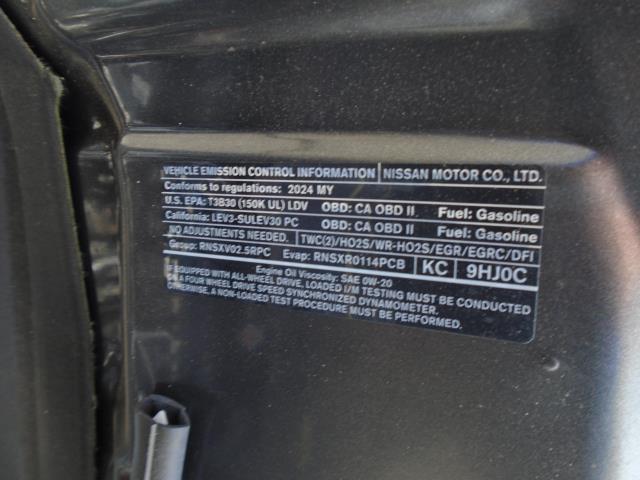 VEHICLE EMISSION CONTROL INFORMATION NISSAN MOTOR CO., LTD.
Conforms to regulations: 2024 MY
U.S. EPA: T3B30 (150K UL) LDV OBD: CA OBD II Fuel: Gasoline
California: LEV3-SULEV30 PC OBD: CA OBD II Fuel: Gasoline
NO ADJUSTMENTS NEEDED. TWC(2)/HO2S/WR-HO2S/EGR/EGRC/DFI
Group: RNSXV02.5RPC Evap: RNSXR0114PCB KC 9HJ0C
Engine Oil Viscosity: SAE 0W-20
IF EQUIPPED WITH ALL WHEEL DRIVE, LOADED I/M TESTING MUST BE CONDUCTED
ON A FOUR WHEEL DRIVE SPEED SYNCHRONIZED DYNAMOMETER.
OTHERWISE, A NON-LOADED TEST PROCEDURE MUST BE PERFORMED.